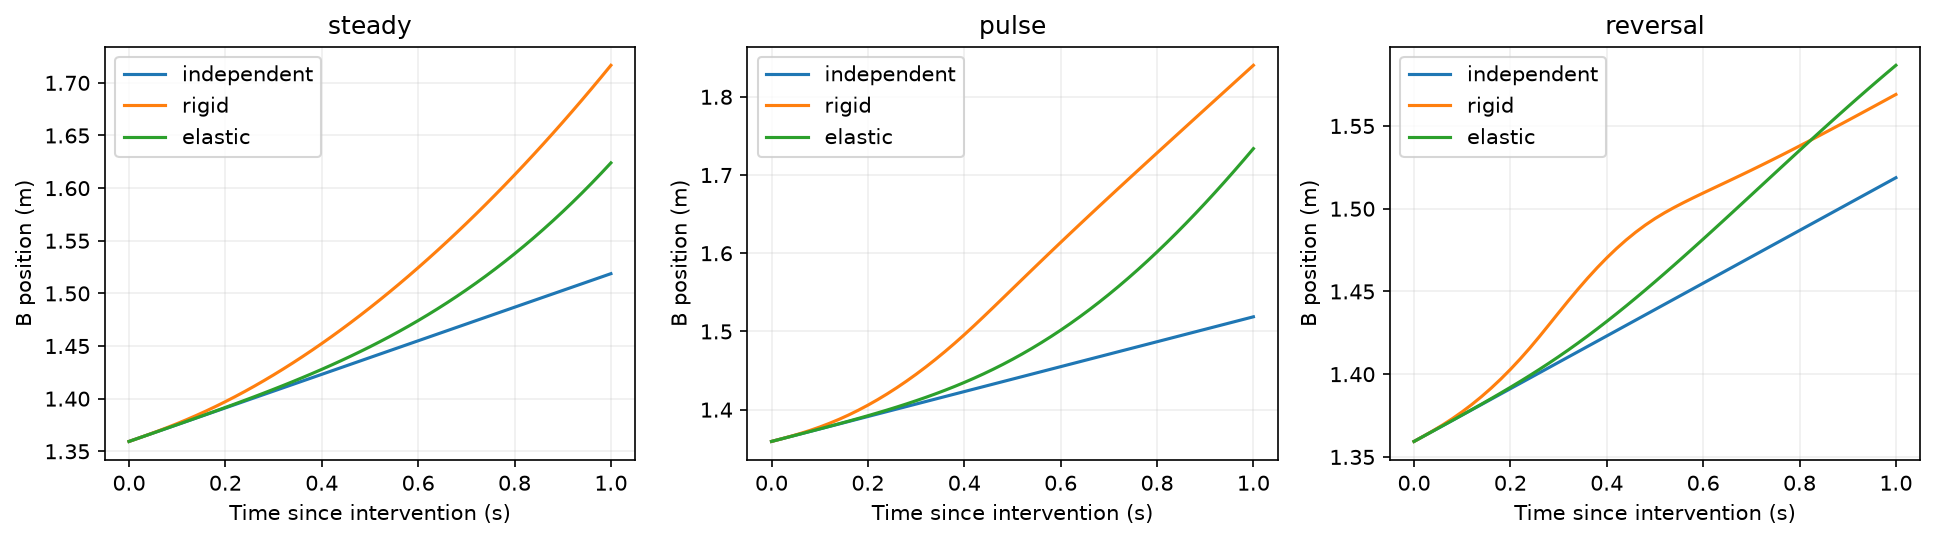 steady
independent
rigid
elastic
B position (m)
1.70
1.65
1.60
1.55
1.50
1.45
1.40
1.35
0.0 0.2 0.4 0.6 0.8 1.0
Time since intervention (s)
pulse
independent
rigid
elastic
B position (m)
1.8
1.7
1.6
1.5
1.4
0.0 0.2 0.4 0.6 0.8 1.0
Time since intervention (s)
reversal
independent
rigid
elastic
B position (m)
1.55
1.50
1.45
1.40
1.35
0.0 0.2 0.4 0.6 0.8 1.0
Time since intervention (s)